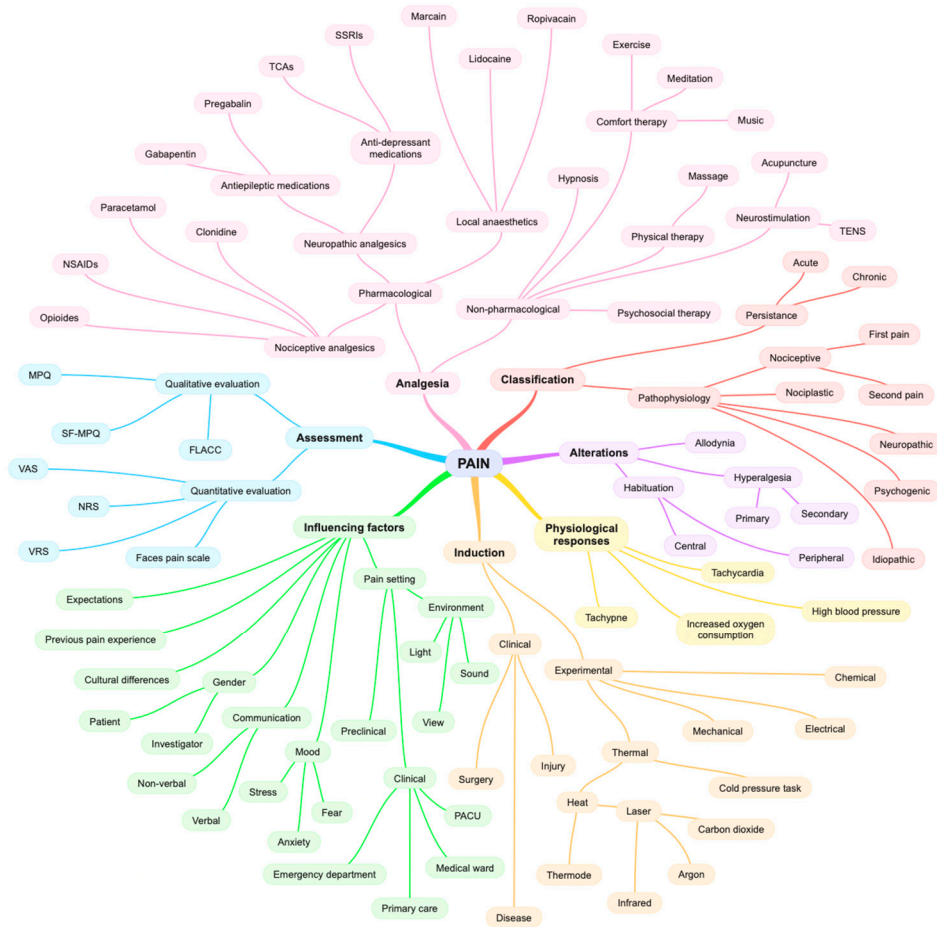 Marcain
Ropivacain
SSRIs
Lidocaine
Exercise
TCAs
Meditation
Pregabalin
Comfort therapy
Music
Anti-depressant
medications
Gabapentin
Antiepileptic medications
Hypnosis
Massage
Acupuncture
Paracetamol
Clonidine
Neuropathic analgesics
Local anaesthetics
Physical therapy
Neurostimulation
TENS
NSAIDs
Pharmacological
Acute
Chronic
Opioides
Non-pharmacological
Psychosocial therapy
Persistance
Nociceptive analgesics
First pain
MPQ
Qualitative evaluation
Analgesia
Classification
Nociceptive
Pathophysiology
Nociplastic
Second pain
SF-MPQ
FLACC
Assessment
PAIN
Alterations
Allodynia
Neuropathic
VAS
Quantitative evaluation
Habituation
Hyperalgesia
Psychogenic
NRS
Primary
Secondary
VRS
Faces pain scale
Influencing factors
Induction
Physiological
responses
Central
Peripheral
Idiopathic
Expectations
Pain setting
Tachycardia
Previous pain experience
Environment
Tachypne
Increased oxygen
consumption
High blood pressure
Cultural differences
Gender
Light
Sound
Clinical
Experimental
Chemical
Patient
Investigator
Communication
Preclinical
View
Mechanical
Electrical
Non-verbal
Mood
Thermal
Verbal
Stress
Fear
Anxiety
Clinical
PACU
Surgery
Injury
Cold pressure task
Heat
Laser
Carbon dioxide
Emergency department
Medical ward
Primary care
Thermode
Argon
Infrared
Disease